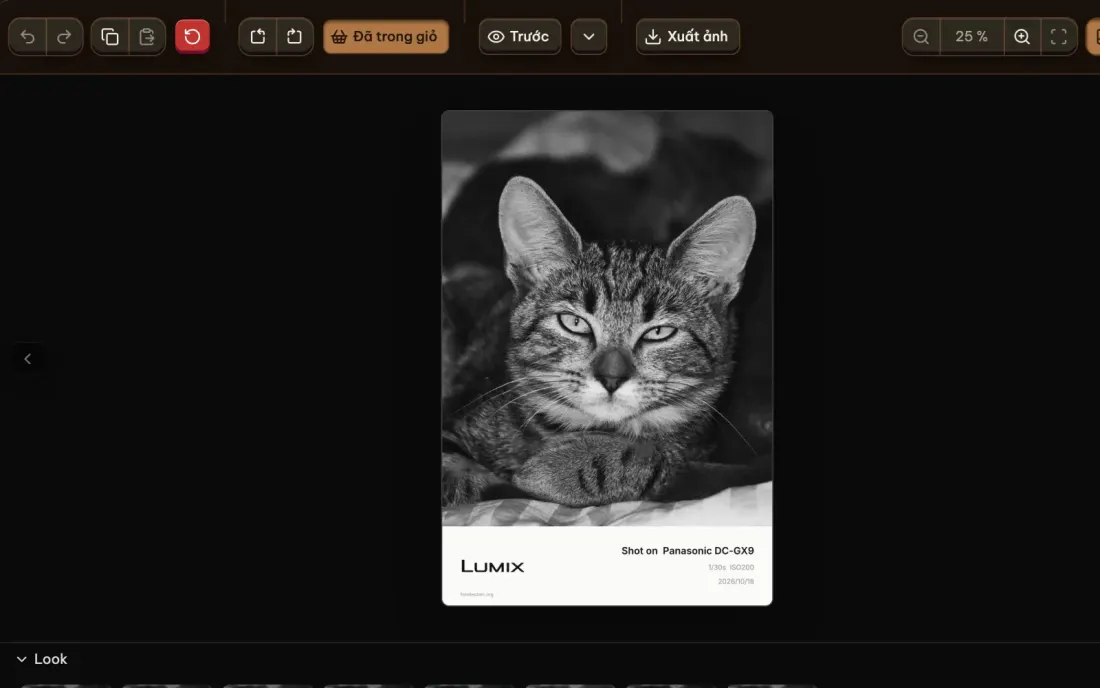 Đã trong giỏ
Trước
Xuất ảnh
25 %
LUMIX
Shot on Panasonic DC-GX9
1/30s ISO200
2026/10/18
Look